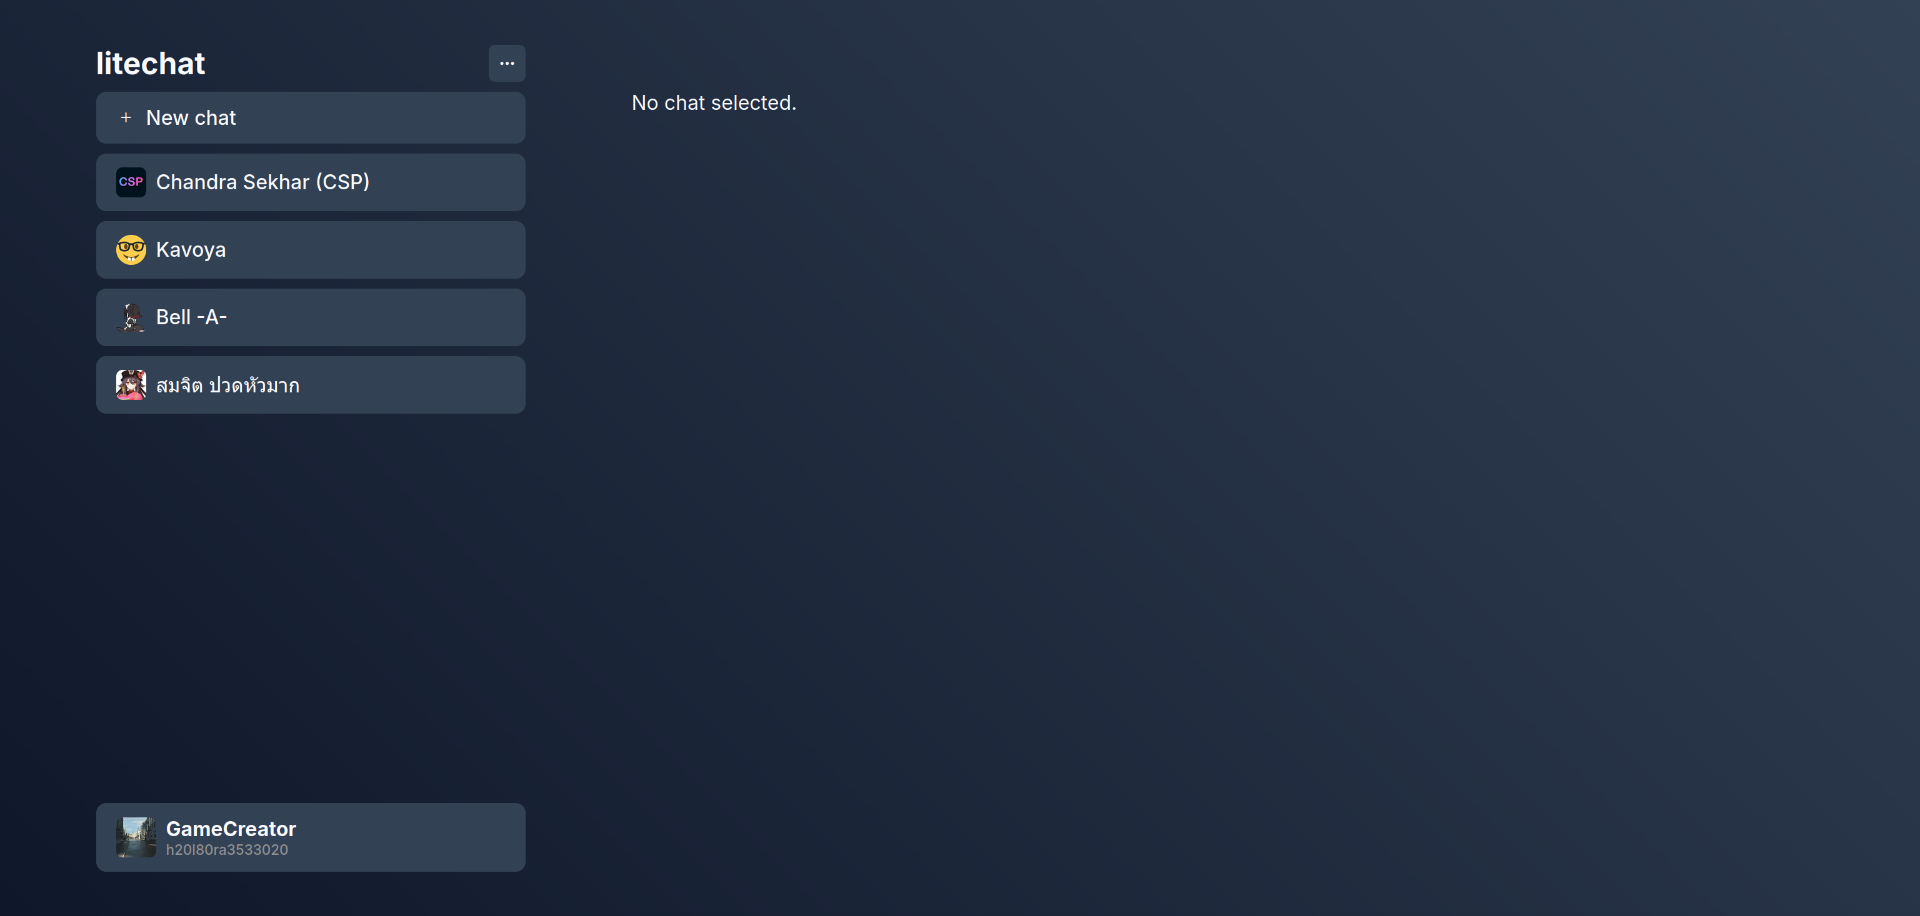 litechat
New chat
No chat selected.
CSP Chandra Sekhar (CSP)
Kavoya
Bell -A-
สมจิต ปวดหัวมาก
GameCreator
h20l80ra3533020